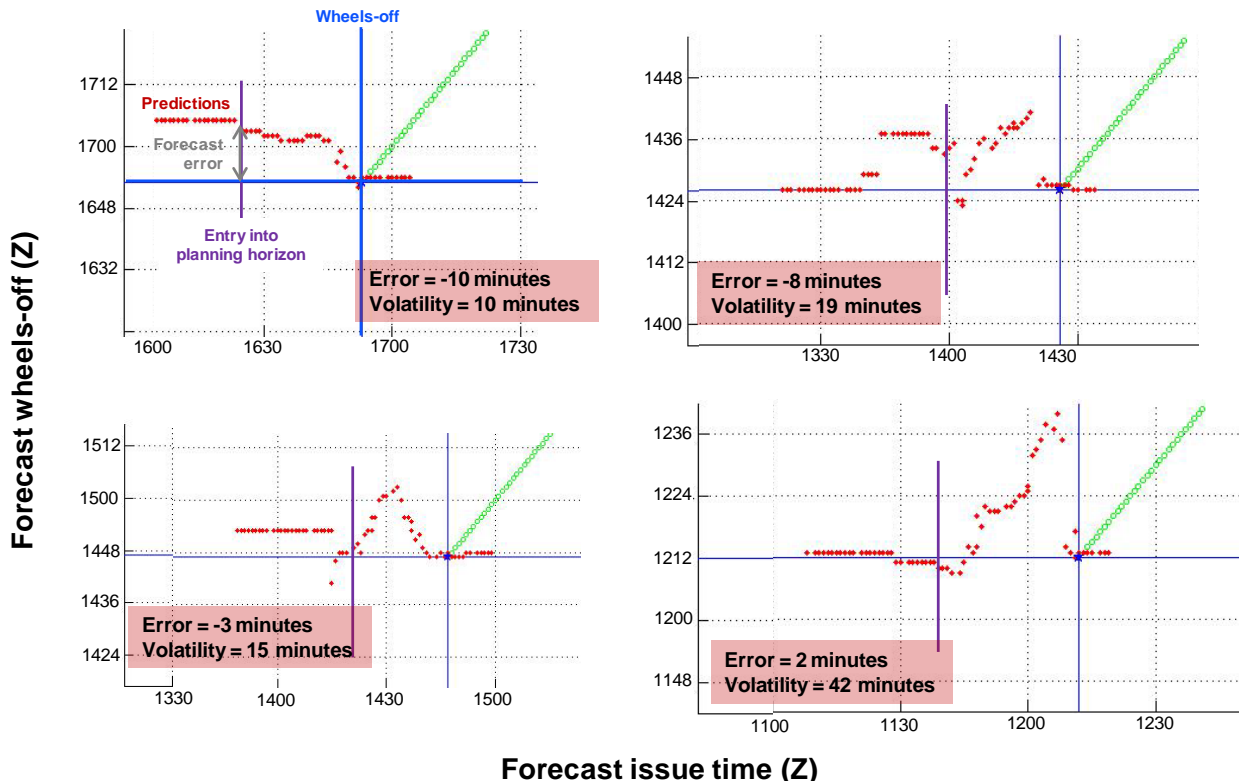 Forecast wheels-off (Z)
Wheels-off
1712
1700
1648
1632
Predictions
Forecast
error
Entry into
planning horizon
Error = -10 minutes
Volatility = 10 minutes
1600
1630
1700
1730
1448
1436
1424
1412
1400
Error = -8 minutes
Volatility = 19 minutes
1330
1400
1430
1512
1500
1448
1436
1424
Error = -3 minutes
Volatility = 15 minutes
1330
1400
1430
1500
1236
1224
1212
1200
1148
Error = 2 minutes
Volatility = 42 minutes
1100
1130
1200
1230
Forecast issue time (Z)